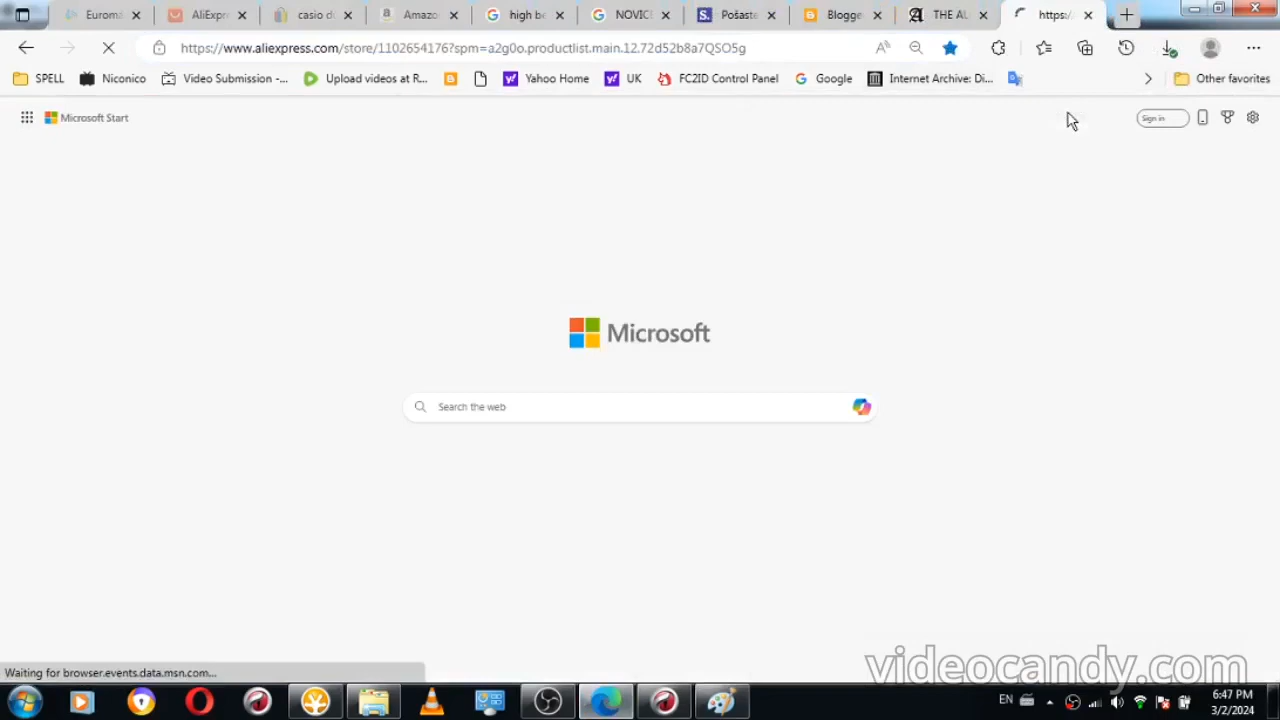 Euroma
AliExpr
casio du
Amazo
high be
NOVICE
Pošaste
Blogge
THE AU
https:/
https://www.aliexpress.com/store/1102654176?spm=a2g0o.productlist.main.12.72d52b8a7QSO5g
SPELL
Niconico
Video Submission -...
Upload videos at R...
Yahoo Home
UK
FC2ID Control Panel
Google
Internet Archive: Di...
Other favorites
Microsoft Start
Sign in
Microsoft
Search the web
Waiting for browser.events.data.msn.com...
videocandy.com
EN
6:47 PM
3/2/2024